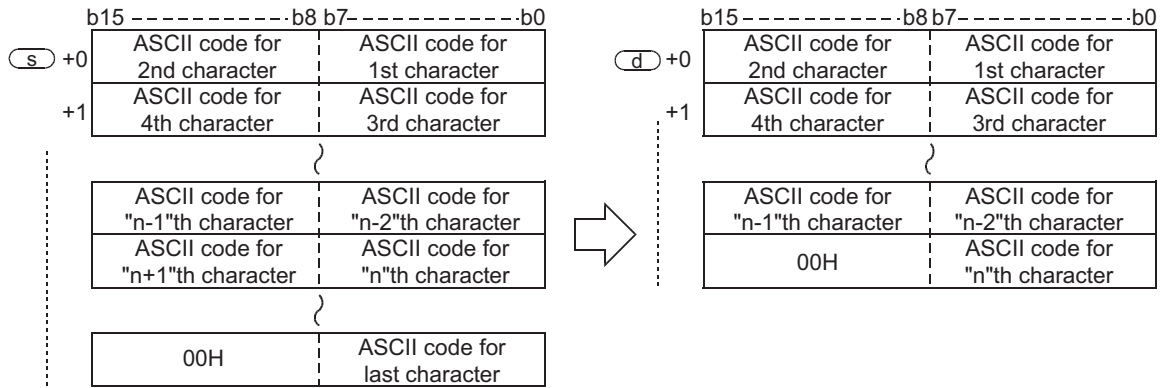 b15 b8 b7 b0
s +0
ASCII code for
2nd character
ASCII code for
1st character
+1
ASCII code for
4th character
ASCII code for
3rd character
ASCII code for
"n-1"th character
ASCII code for
"n-2"th character
ASCII code for
"n+1"th character
ASCII code for
"n"th character
00H
ASCII code for
last character
b15 b8 b7 b0
d +0
ASCII code for
2nd character
ASCII code for
1st character
+1
ASCII code for
4th character
ASCII code for
3rd character
ASCII code for
"n-1"th character
ASCII code for
"n-2"th character
00H
ASCII code for
"n"th character